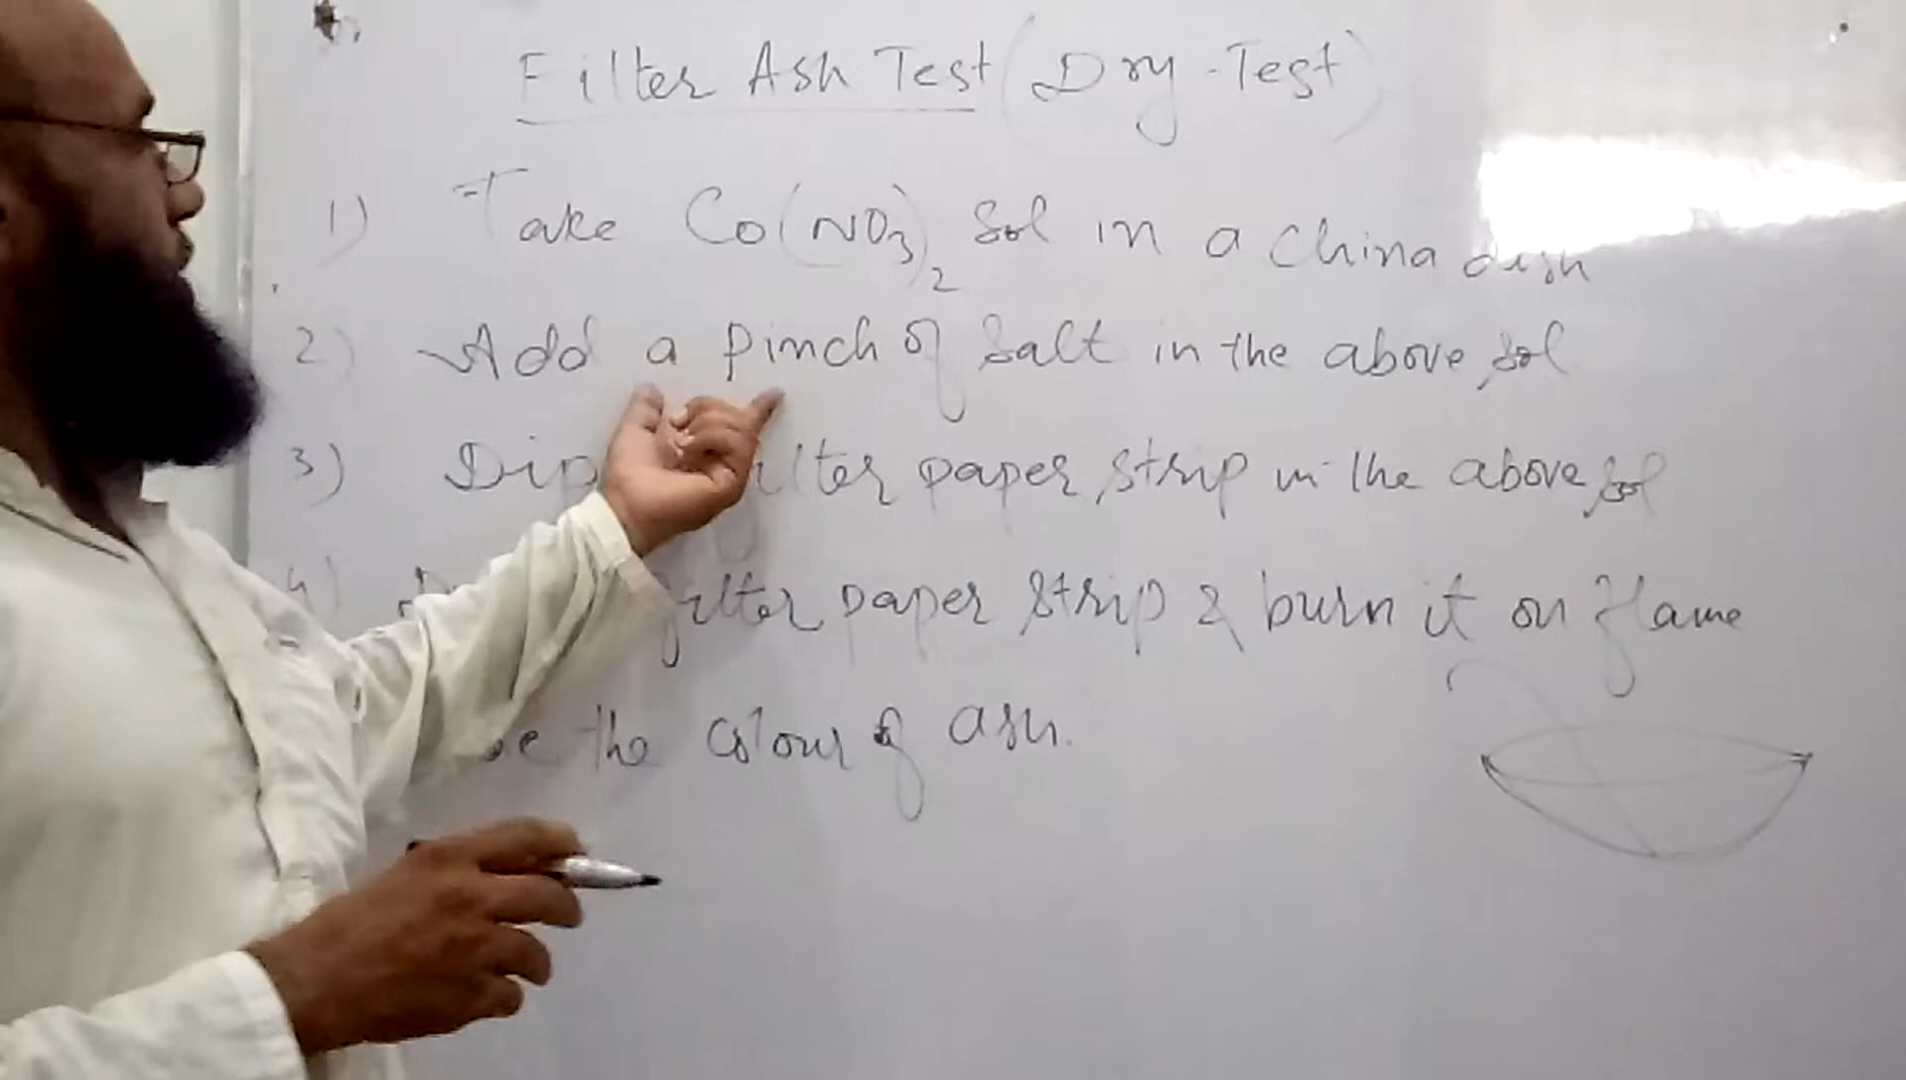 Filter Ash Test (Dry-Test)
1) Take Co(NO3)2 Sol in a China dish
2) Add a pinch of Salt in the above sol
3) Dip filter paper strip in the above sol
4) filter paper strip & burn it on flame
the colour of ash.